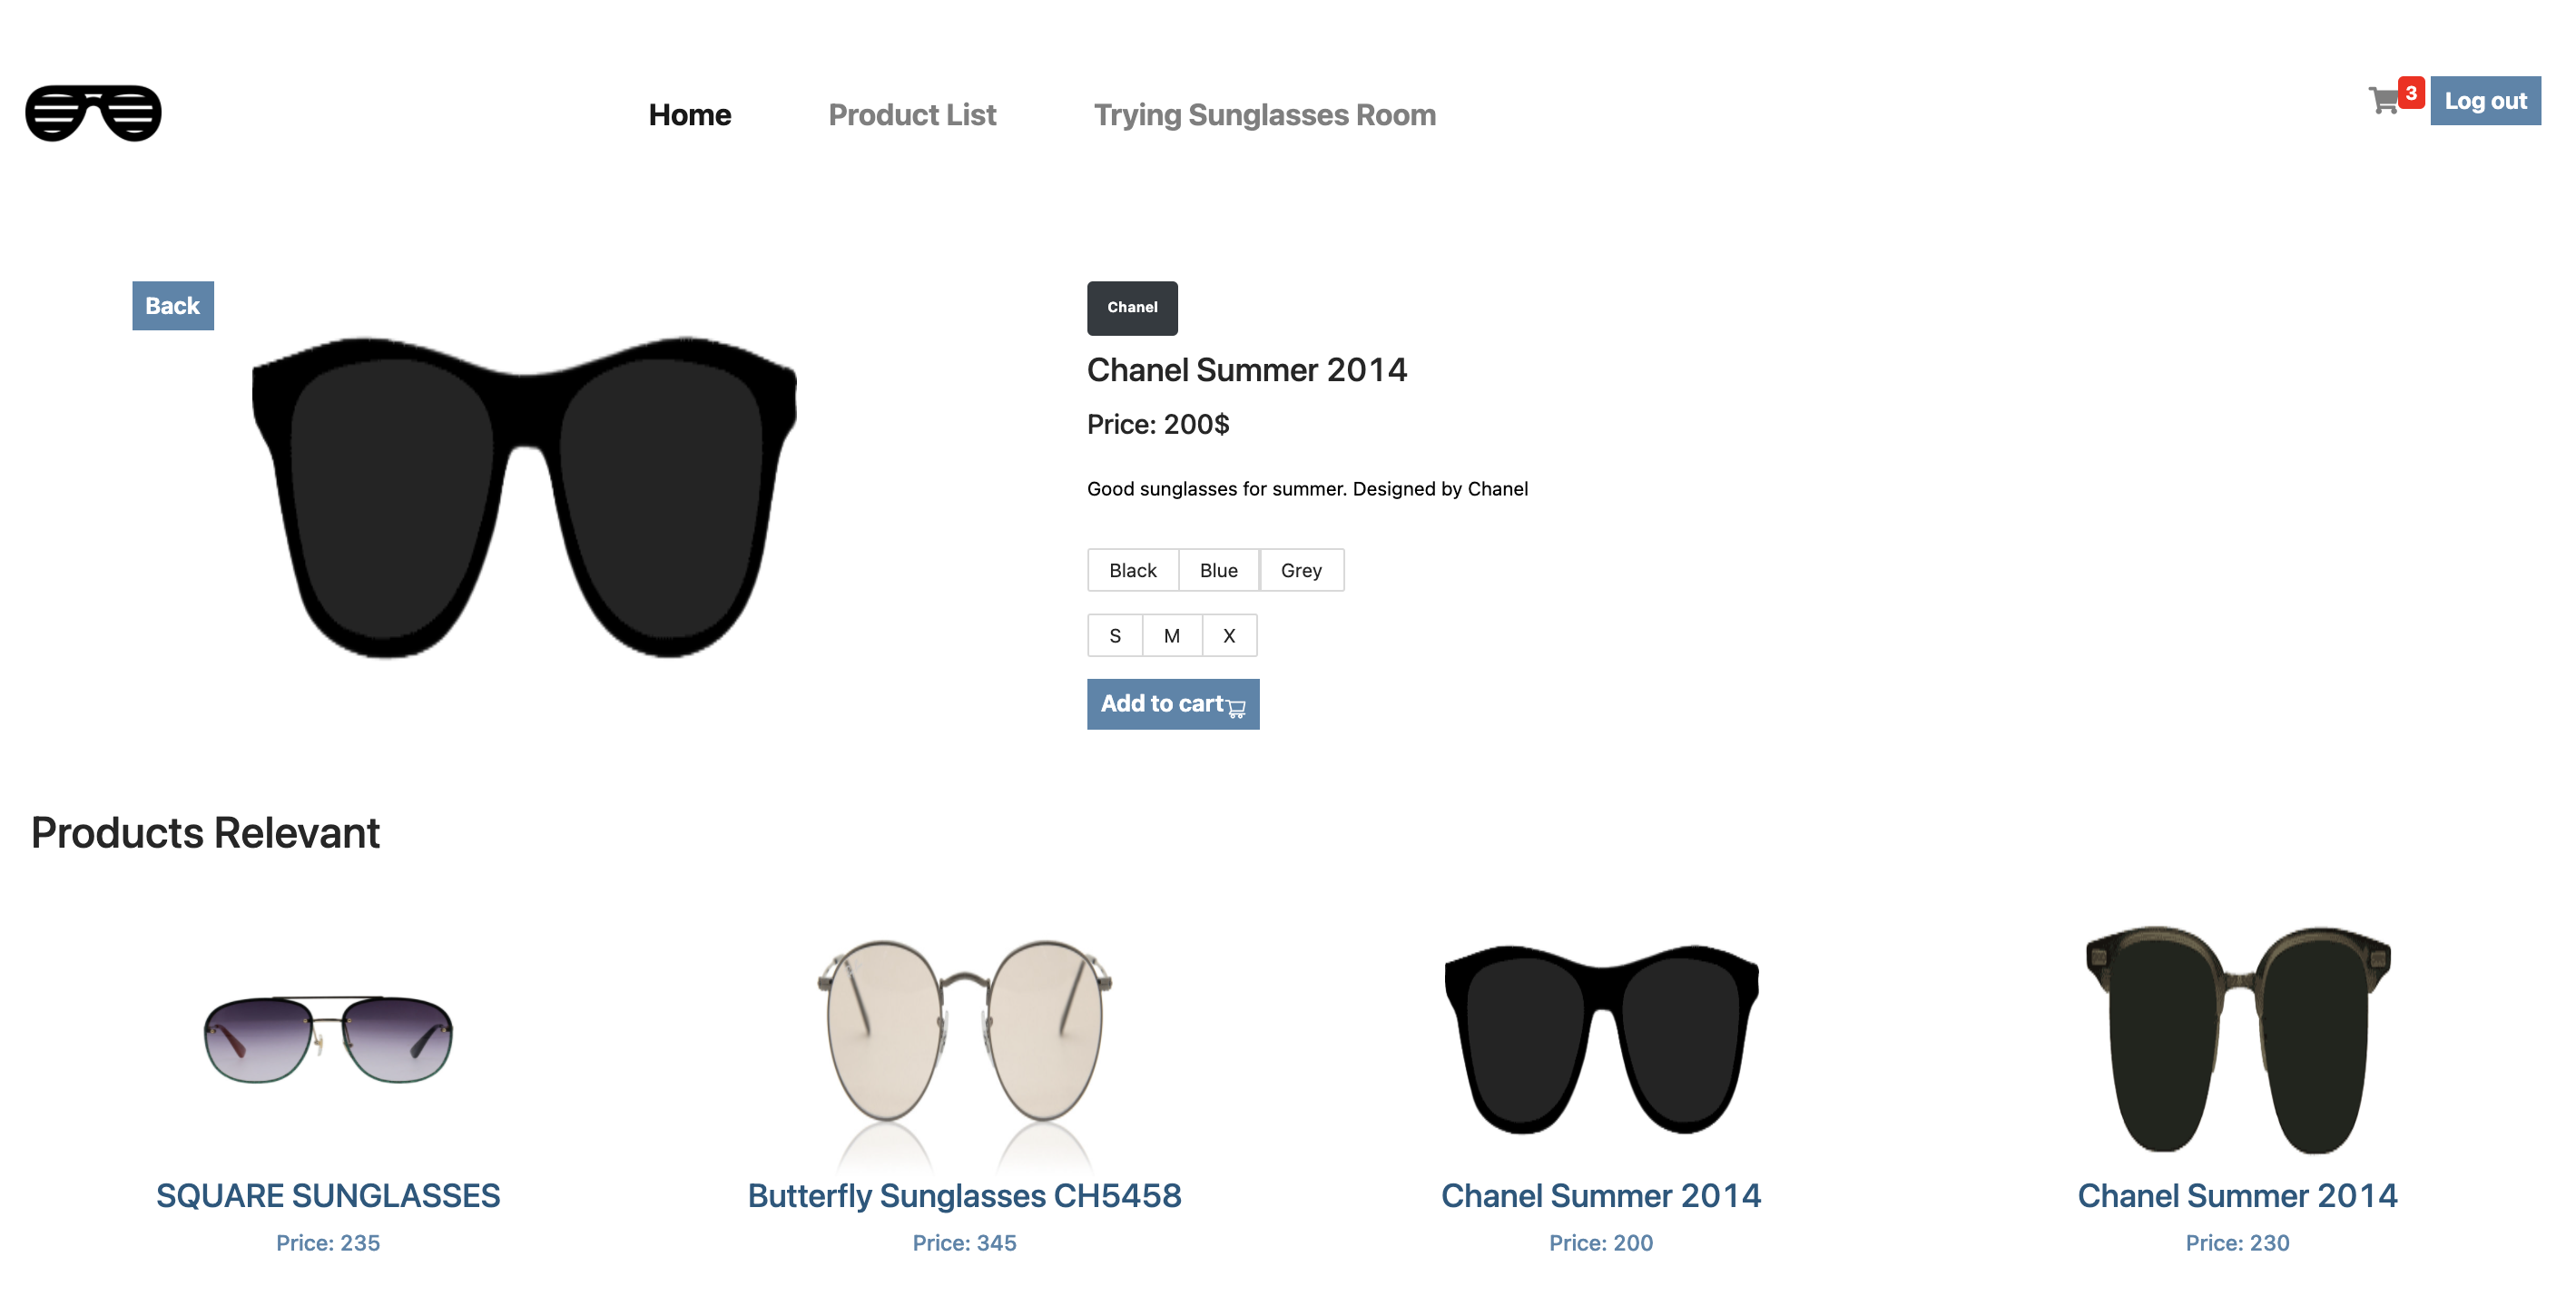 Home Product List Trying Sunglasses Room 3 Log out
Back
Chanel
Chanel Summer 2014
Price: 200$
Good sunglasses for summer. Designed by Chanel
Black Blue Grey
S M X
Add to cart
Products Relevant
SQUARE SUNGLASSES Butterfly Sunglasses CH5458 Chanel Summer 2014 Chanel Summer 2014
Price: 235 Price: 345 Price: 200 Price: 230